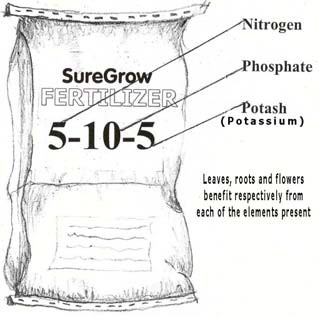 Nitrogen
Phosphate
Potash
(Potassium)
SureGrow
FERTILIZER
5-10-5
Leaves, roots and flowers
benefit respectively from
each of the elements present